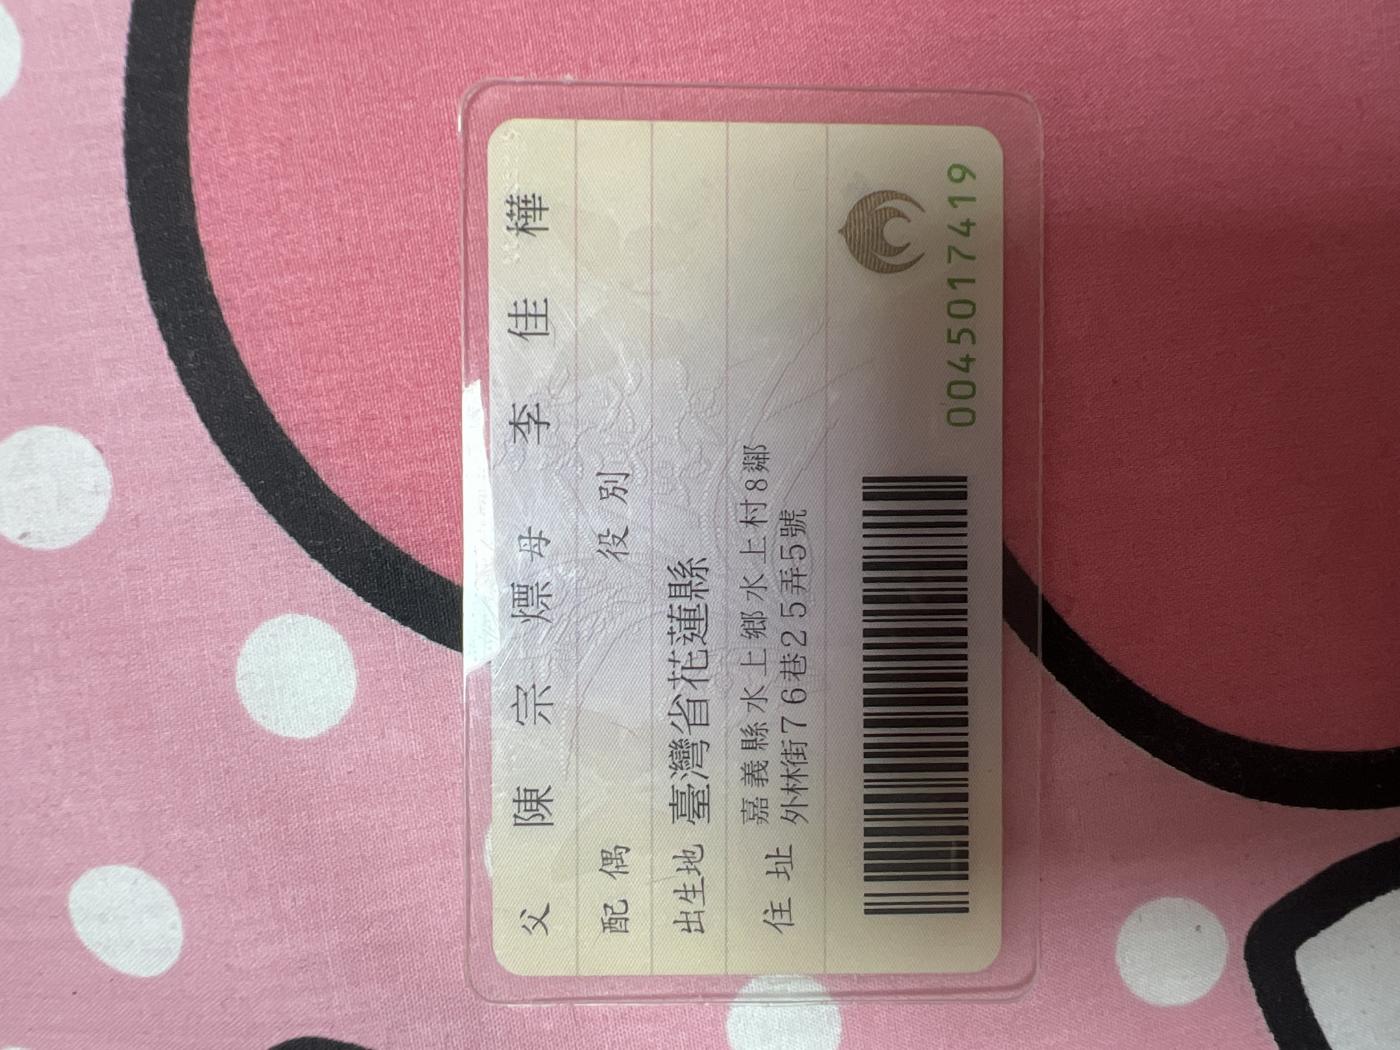 父 陳宗熛 母 李佳樺
配偶 役別
出生地 臺灣省花蓮縣
住址 嘉義縣水上鄉水上村8鄰
外林街76巷25弄5號
0045017419